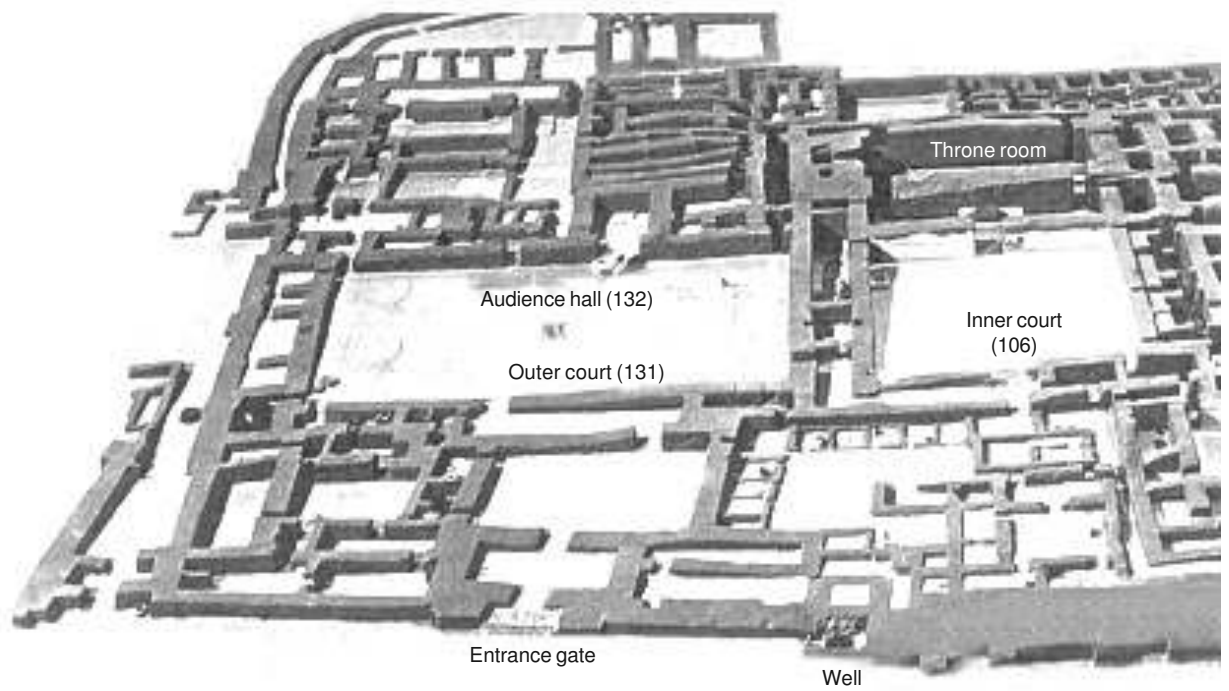 Throne room
Audience hall (132)
Inner court
(106)
Outer court (131)
Entrance gate
Well